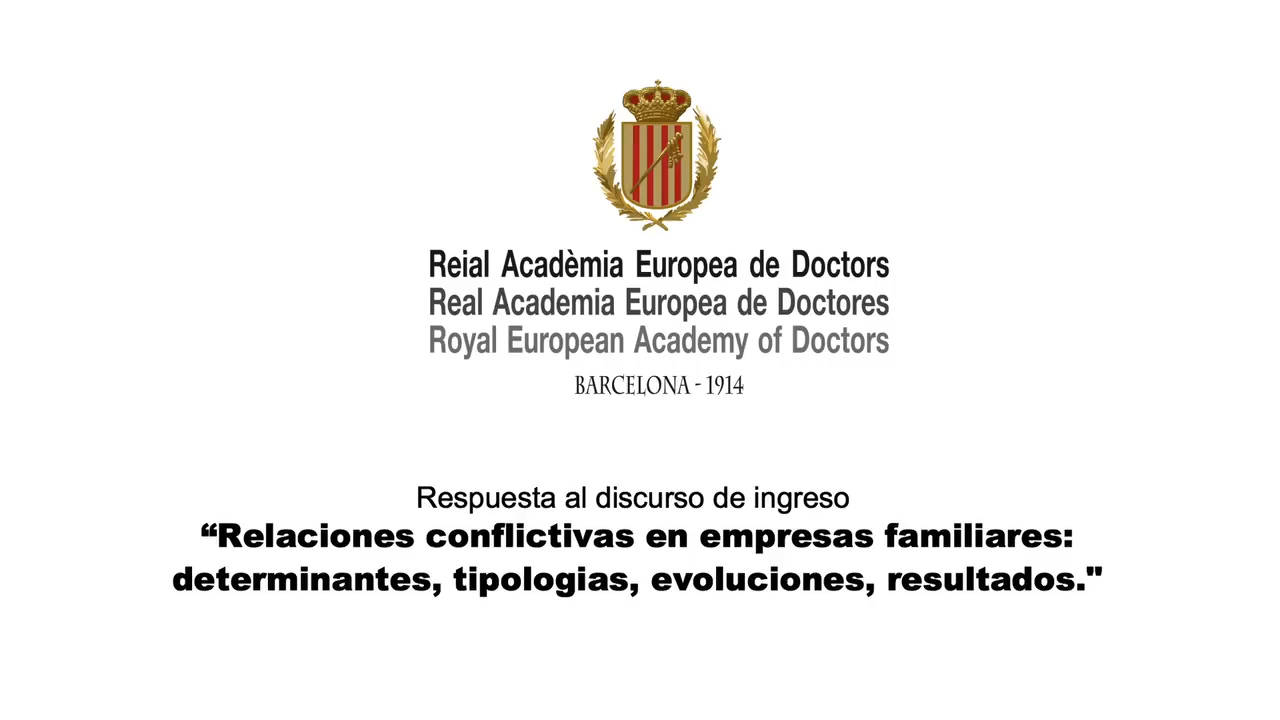 Reial Acadèmia Europea de Doctors
Real Academia Europea de Doctores
Royal European Academy of Doctors
BARCELONA - 1914
Respuesta al discurso de ingreso
“Relaciones conflictivas en empresas familiares:
determinantes, tipologias, evoluciones, resultados."